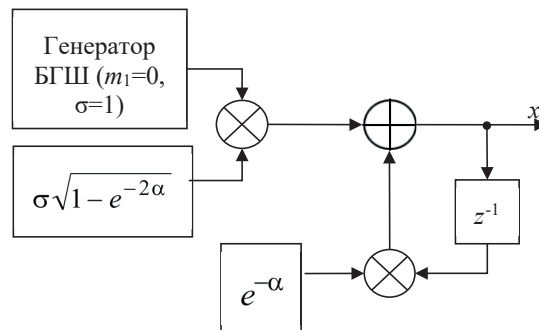 Генератор
БГШ (m₁=0,
σ=1)
x
σ√1 − e^{−2α}
z⁻¹
e^{−α}